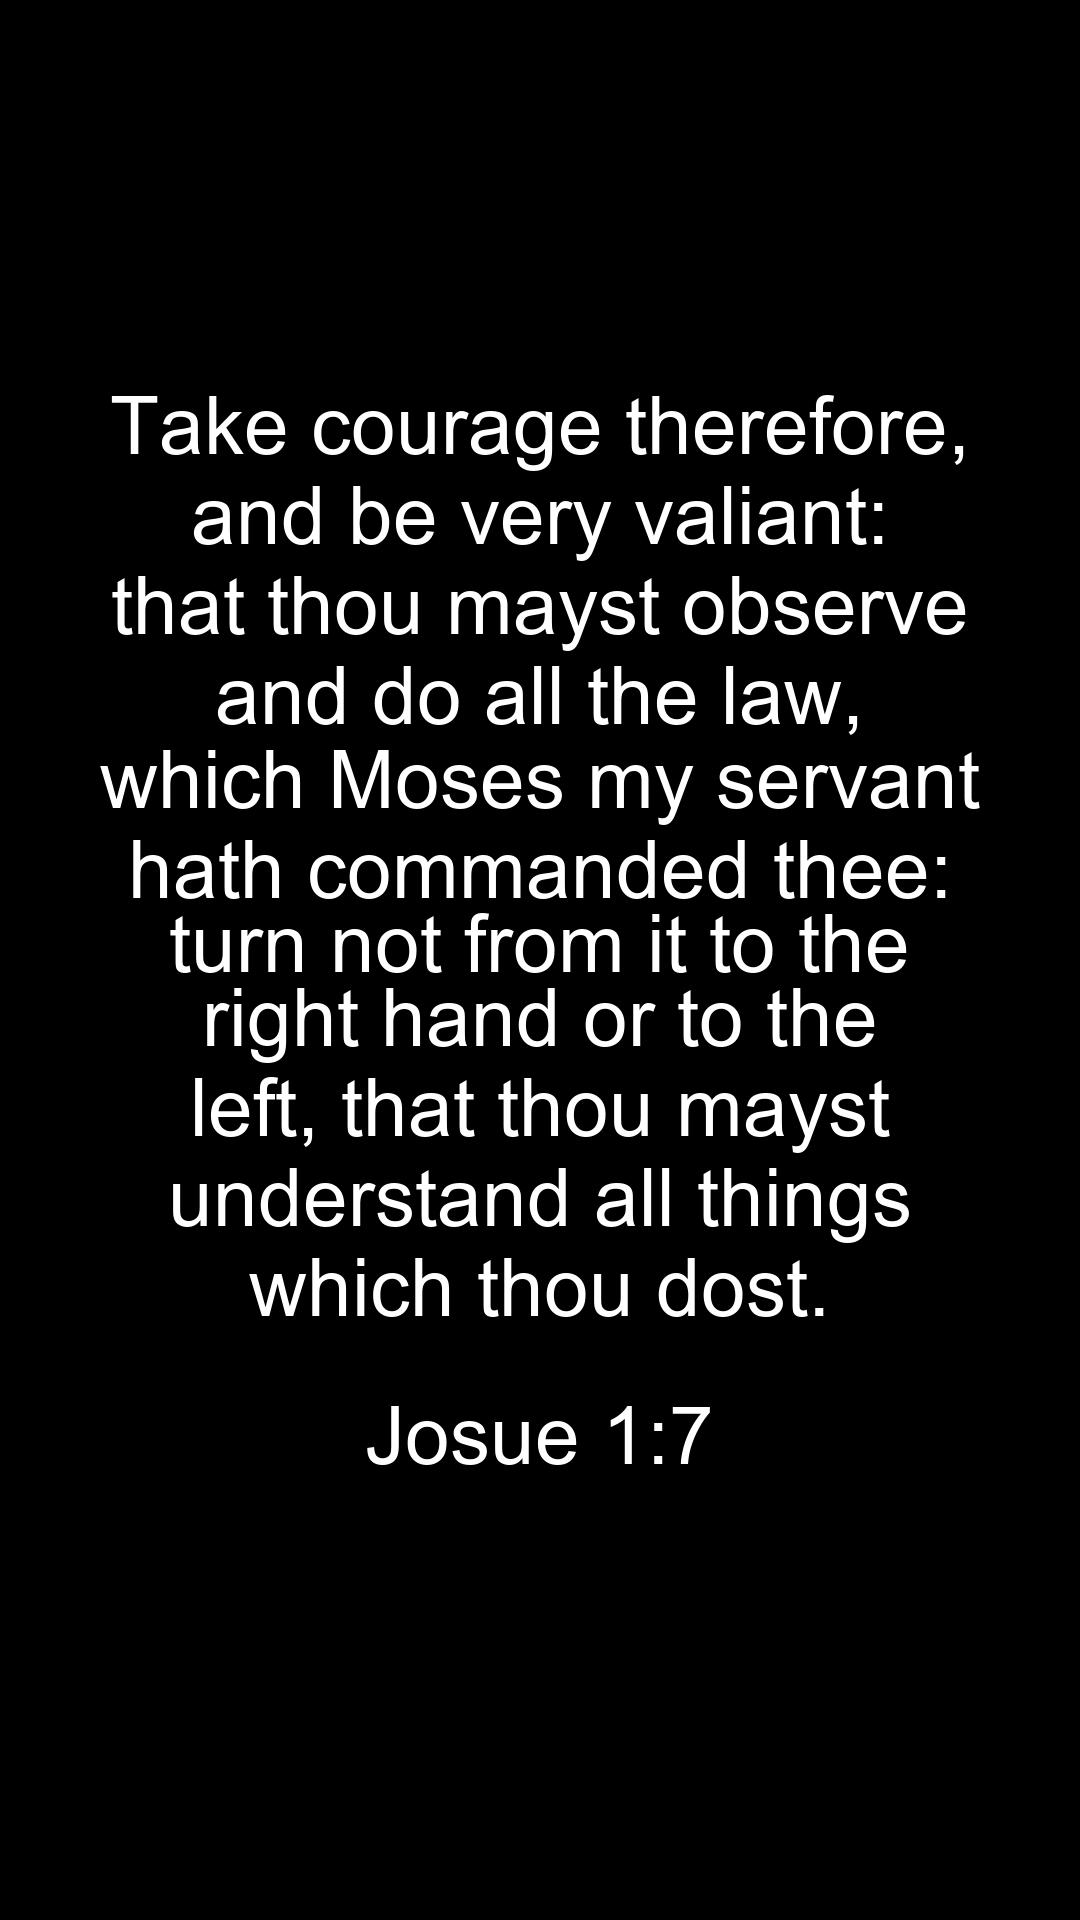 Take courage therefore,
and be very valiant:
that thou mayst observe
and do all the law,
which Moses my servant
hath commanded thee:
turn not from it to the
right hand or to the
left, that thou mayst
understand all things
which thou dost.
Josue 1:7